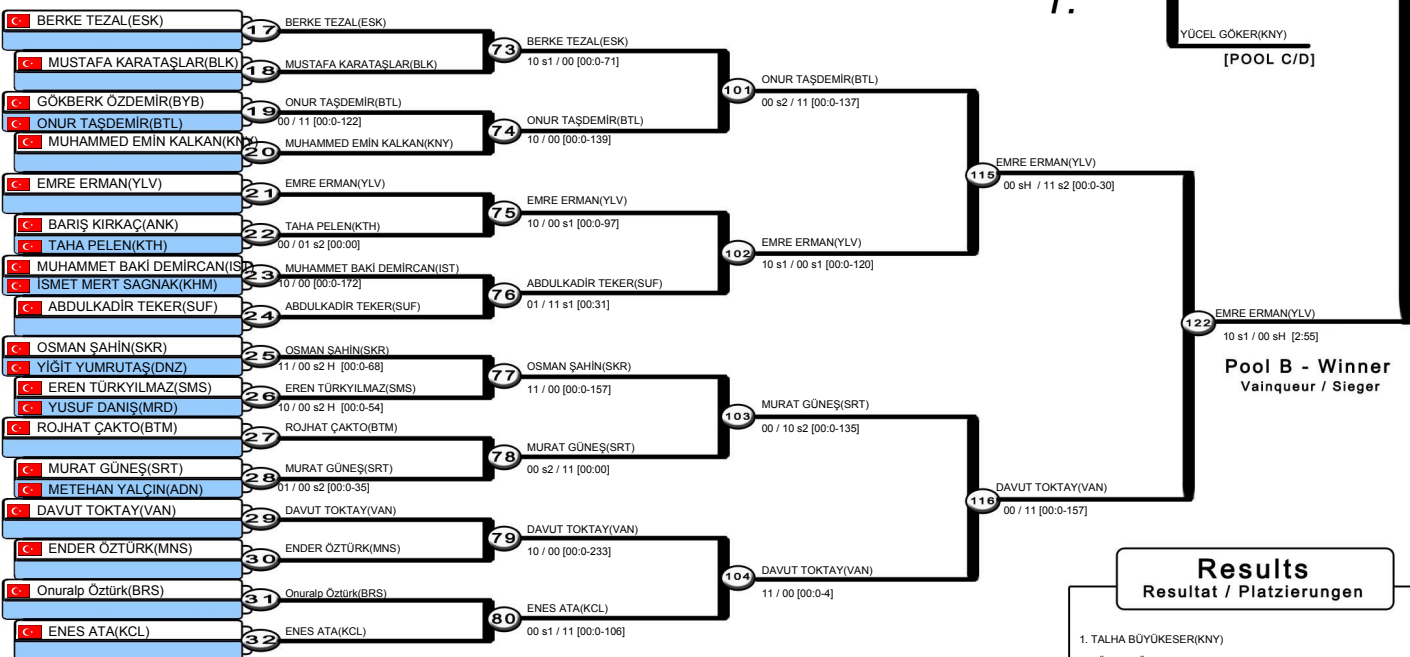 1.
YÜCEL GÖKER(KNY)
[POOL C/D]
BERKE TEZAL(ESK)
17
BERKE TEZAL(ESK)
MUSTAFA KARATAŞLAR(BLK)
18
MUSTAFA KARATAŞLAR(BLK)
73
BERKE TEZAL(ESK)
10 s1 / 00 [00:0-71]
GÖKBERK ÖZDEMİR(BYB)
ONUR TAŞDEMİR(BTL)
19
ONUR TAŞDEMİR(BTL)
00 / 11 [00:0-122]
MUHAMMED EMİN KALKAN(KNY)
20
MUHAMMED EMİN KALKAN(KNY)
74
ONUR TAŞDEMİR(BTL)
10 / 00 [00:0-139]
101
ONUR TAŞDEMİR(BTL)
00 s2 / 11 [00:0-137]
EMRE ERMAN(YLV)
21
EMRE ERMAN(YLV)
BARIŞ KIRKAÇ(ANK)
TAHA PELEN(KTH)
22
TAHA PELEN(KTH)
00 / 01 s2 [00:00]
75
EMRE ERMAN(YLV)
10 / 00 s1 [00:0-97]
MUHAMMET BAKİ DEMİRCAN(IST)
İSMET MERT SAGNAK(KHM)
23
MUHAMMET BAKİ DEMİRCAN(IST)
10 / 00 [00:0-172]
ABDULKADİR TEKER(SUF)
24
ABDULKADİR TEKER(SUF)
76
ABDULKADİR TEKER(SUF)
01 / 11 s1 [00:31]
102
EMRE ERMAN(YLV)
10 s1 / 00 s1 [00:0-120]
115
EMRE ERMAN(YLV)
00 sH / 11 s2 [00:0-30]
OSMAN ŞAHİN(SKR)
YİĞİT YUMRUTAŞ(DNZ)
25
OSMAN ŞAHİN(SKR)
11 / 00 s2 H [00:0-68]
EREN TÜRKYILMAZ(SMS)
YUSUF DANIŞ(MRD)
26
EREN TÜRKYILMAZ(SMS)
10 / 00 s2 H [00:0-54]
77
OSMAN ŞAHİN(SKR)
11 / 00 [00:0-157]
ROJHAT ÇAKTO(BTM)
27
ROJHAT ÇAKTO(BTM)
MURAT GÜNEŞ(SRT)
METEHAN YALÇIN(ADN)
28
MURAT GÜNEŞ(SRT)
01 / 00 s2 [00:0-35]
78
MURAT GÜNEŞ(SRT)
00 s2 / 11 [00:00]
103
MURAT GÜNEŞ(SRT)
00 / 10 s2 [00:0-135]
DAVUT TOKTAY(VAN)
29
DAVUT TOKTAY(VAN)
ENDER ÖZTÜRK(MNS)
30
ENDER ÖZTÜRK(MNS)
79
DAVUT TOKTAY(VAN)
10 / 00 [00:0-233]
Onuralp Öztürk(BRS)
31
Onuralp Öztürk(BRS)
ENES ATA(KCL)
32
ENES ATA(KCL)
80
ENES ATA(KCL)
00 s1 / 11 [00:0-106]
104
DAVUT TOKTAY(VAN)
11 / 00 [00:0-4]
116
DAVUT TOKTAY(VAN)
00 / 11 [00:0-157]
122
EMRE ERMAN(YLV)
10 s1 / 00 sH [2:55]
Pool B - Winner
Vainqueur / Sieger
Results
Resultat / Platzierungen
1. TALHA BÜYÜKESER(KNY)